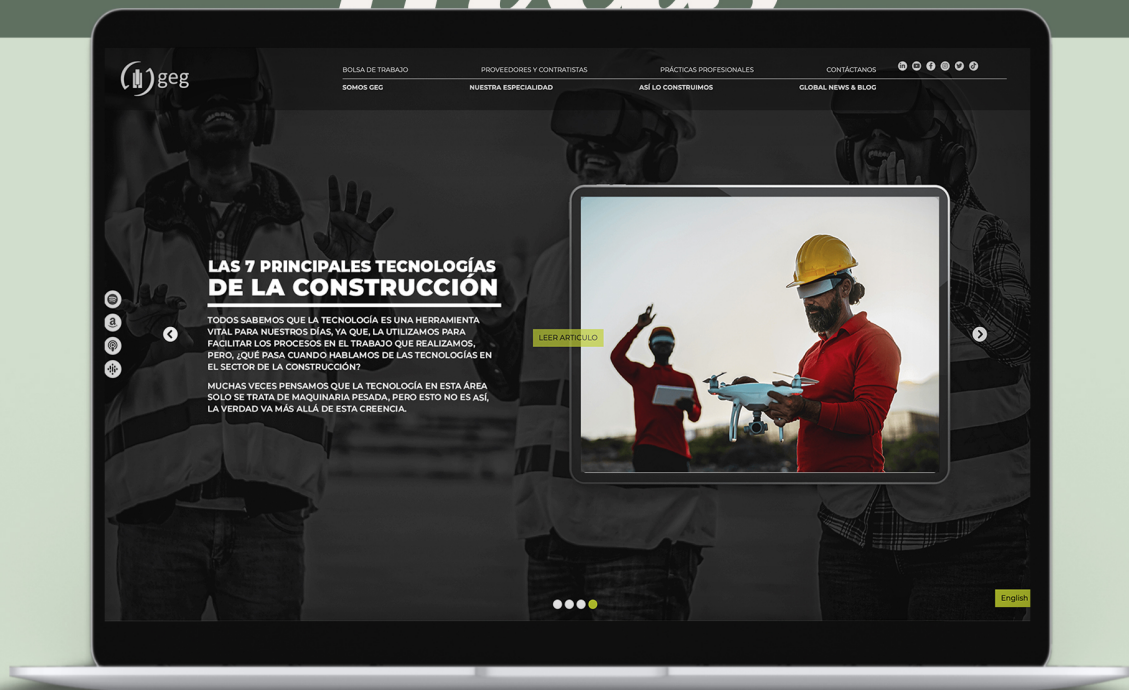 geg
BOLSA DE TRABAJO
PROVEEDORES Y CONTRATISTAS
PRÁCTICAS PROFESIONALES
CONTÁCTANOS
SOMOS GEG
NUESTRA ESPECIALIDAD
ASÍ LO CONSTRUIMOS
GLOBAL NEWS & BLOG
LAS 7 PRINCIPALES TECNOLOGÍAS
DE LA CONSTRUCCIÓN
TODOS SABEMOS QUE LA TECNOLOGÍA ES UNA HERRAMIENTA
VITAL PARA NUESTROS DÍAS, YA QUE, LA UTILIZAMOS PARA
FACILITAR LOS PROCESOS EN EL TRABAJO QUE REALIZAMOS,
PERO, ¿QUÉ PASA CUANDO HABLAMOS DE LAS TECNOLOGÍAS EN
EL SECTOR DE LA CONSTRUCCIÓN?
MUCHAS VECES PENSAMOS QUE LA TECNOLOGÍA EN ESTA ÁREA
SOLO SE TRATA DE MAQUINARIA PESADA, PERO ESTO NO ES ASÍ,
LA VERDAD VA MÁS ALLÁ DE ESTA CREENCIA.
LEER ARTICULO
English